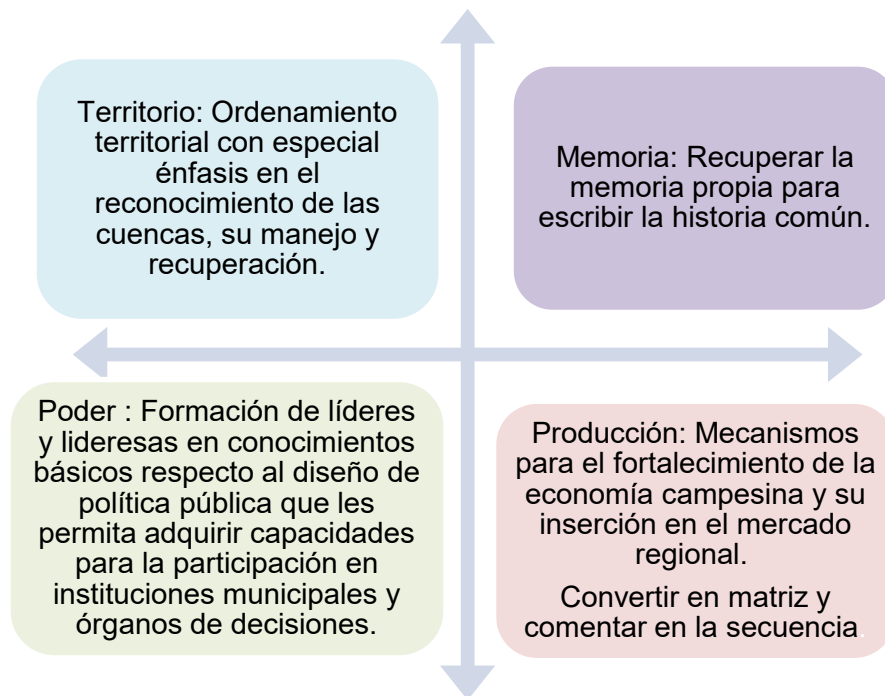 Territorio: Ordenamiento
territorial con especial
énfasis en el
reconocimiento de las
cuencas, su manejo y
recuperación.
Memoria: Recuperar la
memoria propia para
escribir la historia común.
Poder : Formación de líderes
y lideresas en conocimientos
básicos respecto al diseño de
política pública que les
permita adquirir capacidades
para la participación en
instituciones municipales y
órganos de decisiones.
Producción: Mecanismos
para el fortalecimiento de la
economía campesina y su
inserción en el mercado
regional.
Convertir en matriz y
comentar en la secuencia.